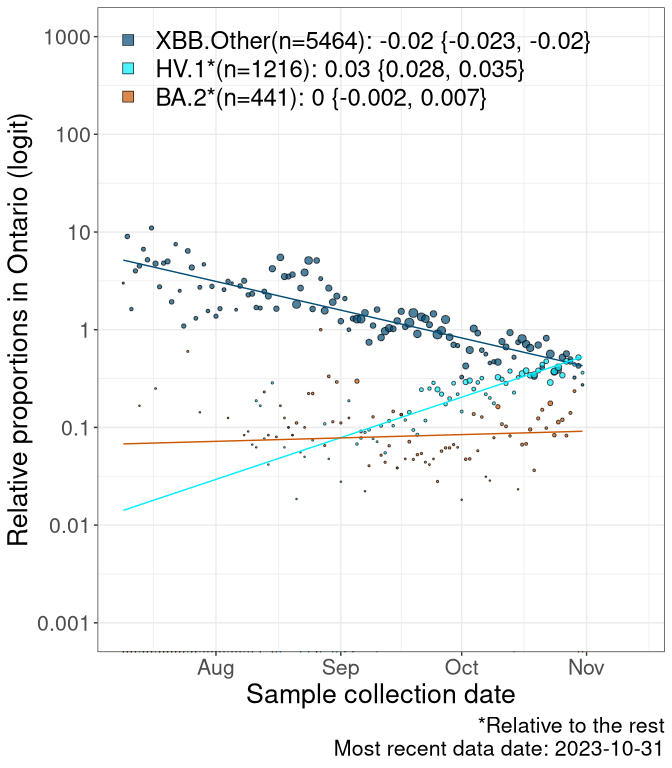 XBB.Other(n=5464): -0.02 {-0.023, -0.02}
HV.1*(n=1216): 0.03 {0.028, 0.035}
BA.2*(n=441): 0 {-0.002, 0.007}
Relative proportions in Ontario (logit)
1000
100
10
1
0.1
0.01
0.001
Aug Sep Oct Nov
Sample collection date
*Relative to the rest
Most recent data date: 2023-10-31